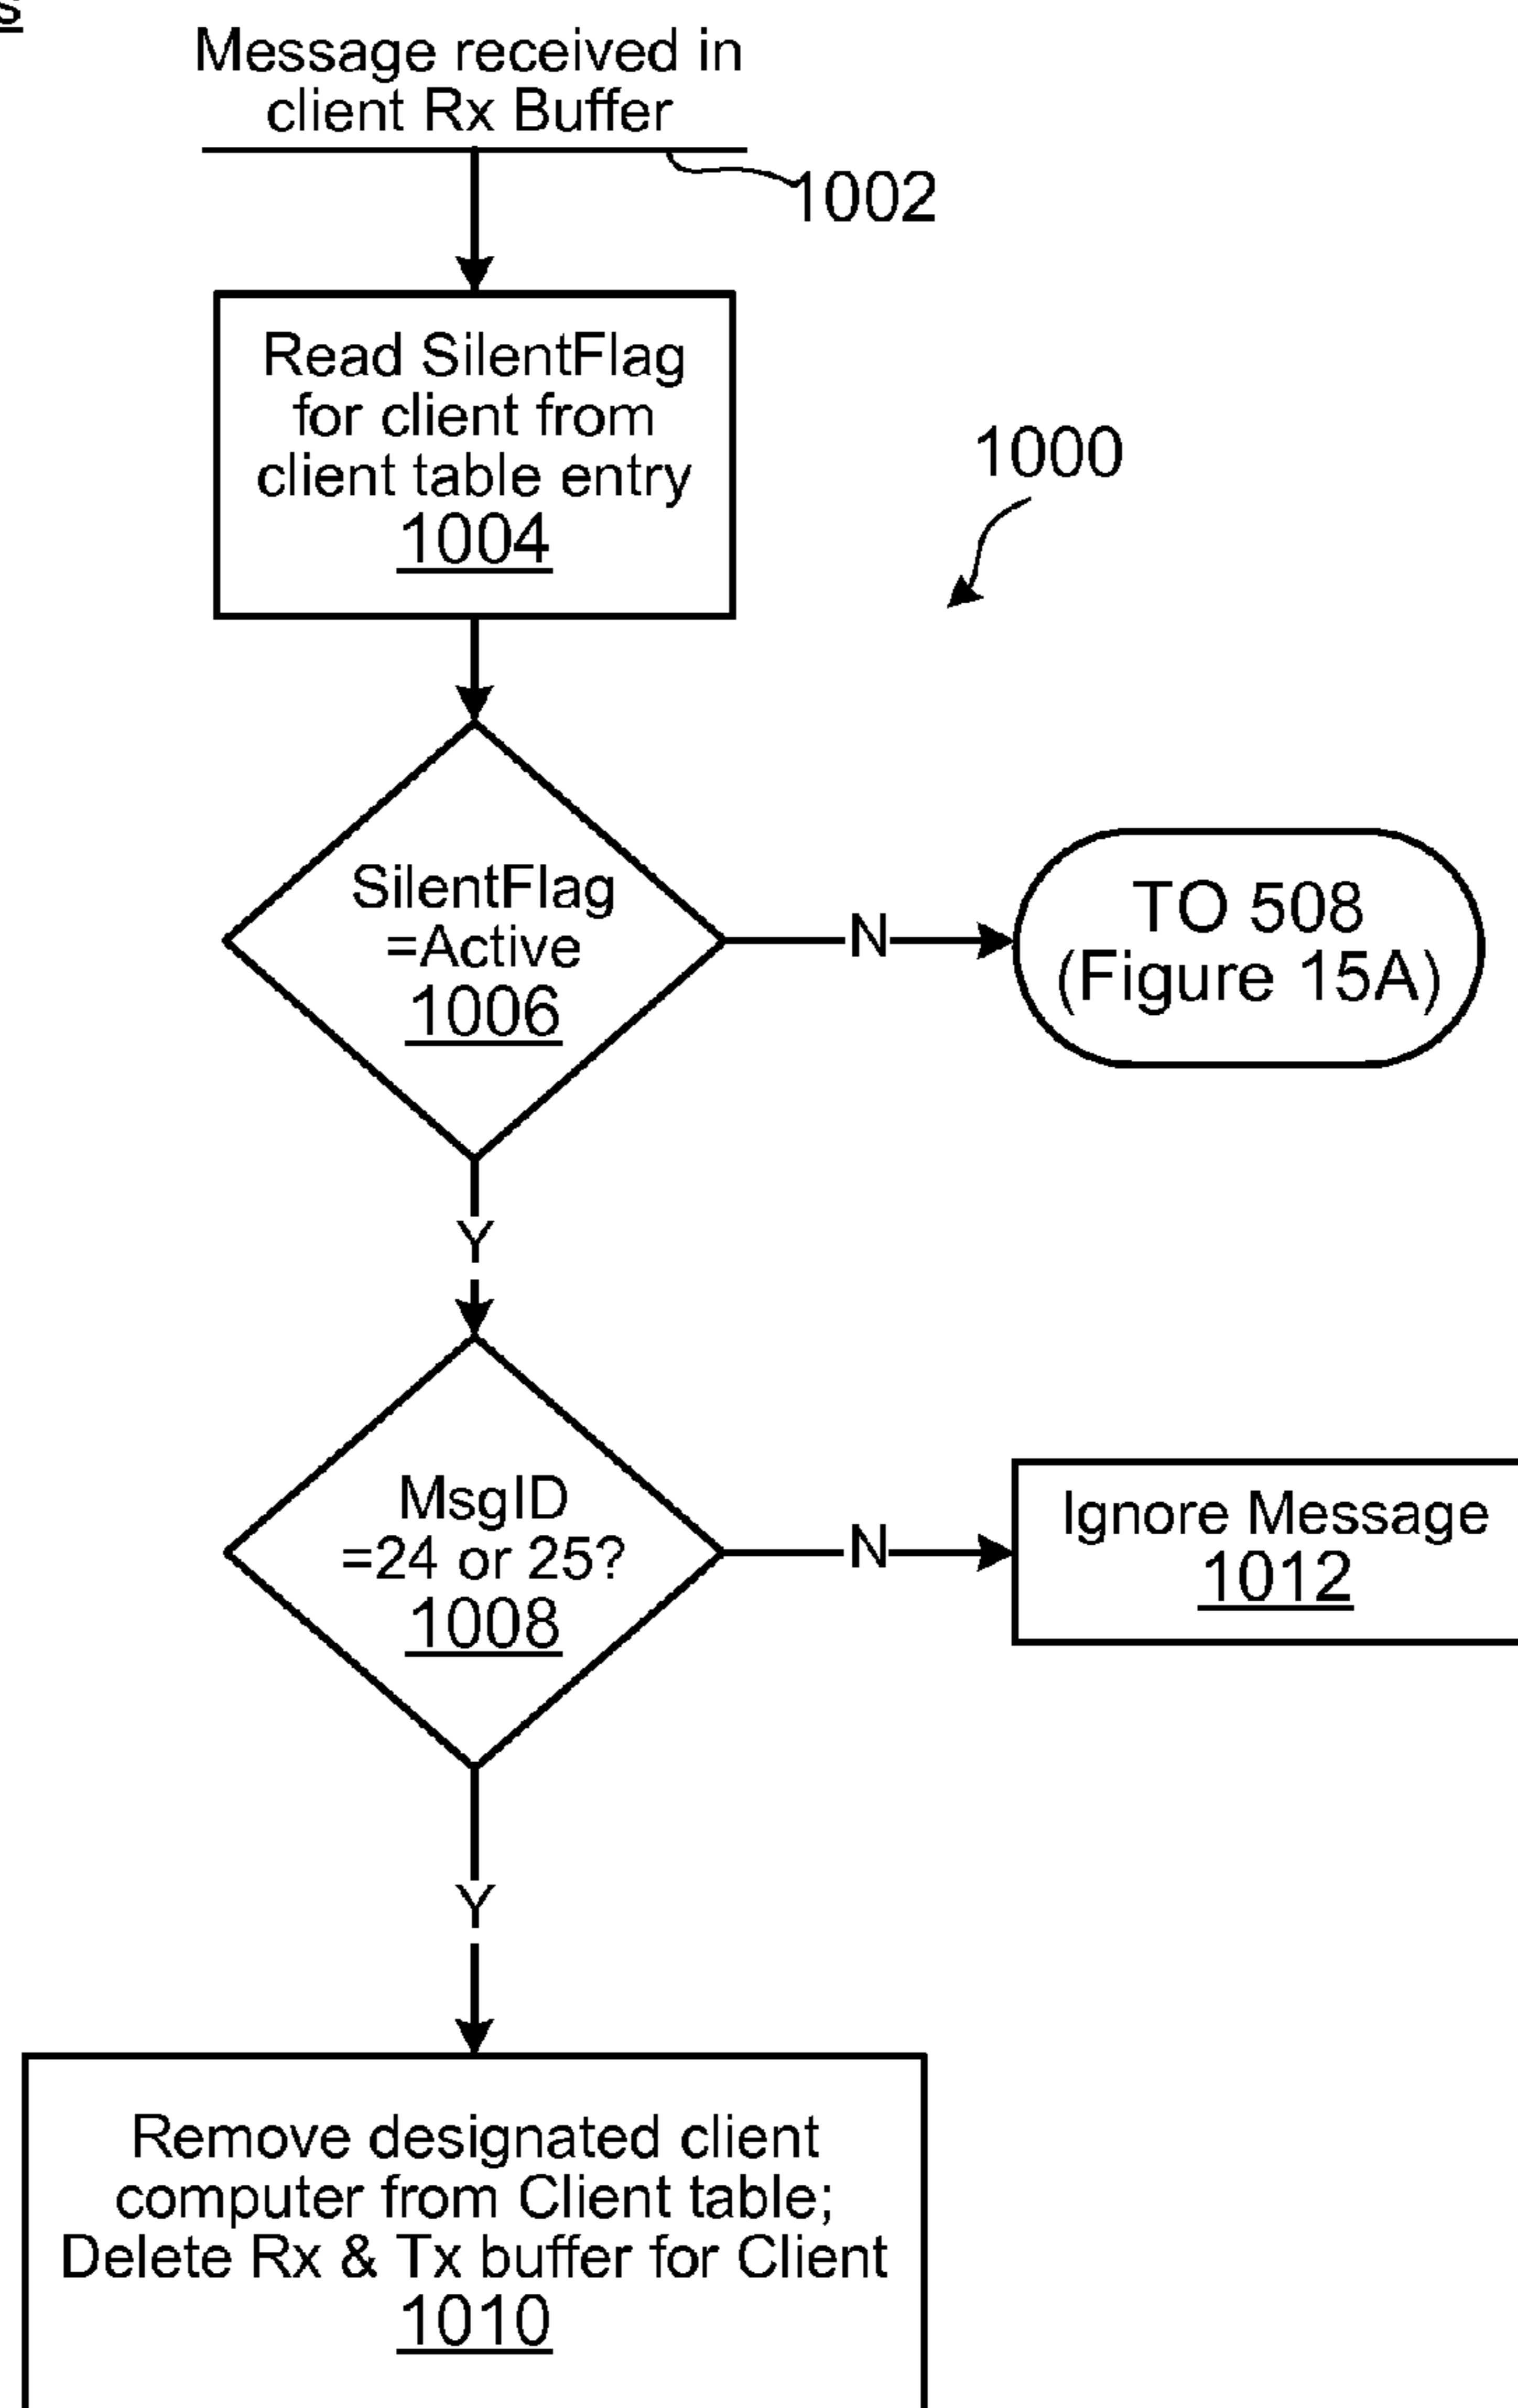 Message received in
client Rx Buffer
1002
Read SilentFlag
for client from
client table entry
1004
1000
SilentFlag
=Active
1006
N
TO 508
(Figure 15A)
Y
MsgID
=24 or 25?
1008
N
Ignore Message
1012
Y
Remove designated client
computer from Client table;
Delete Rx & Tx buffer for Client
1010